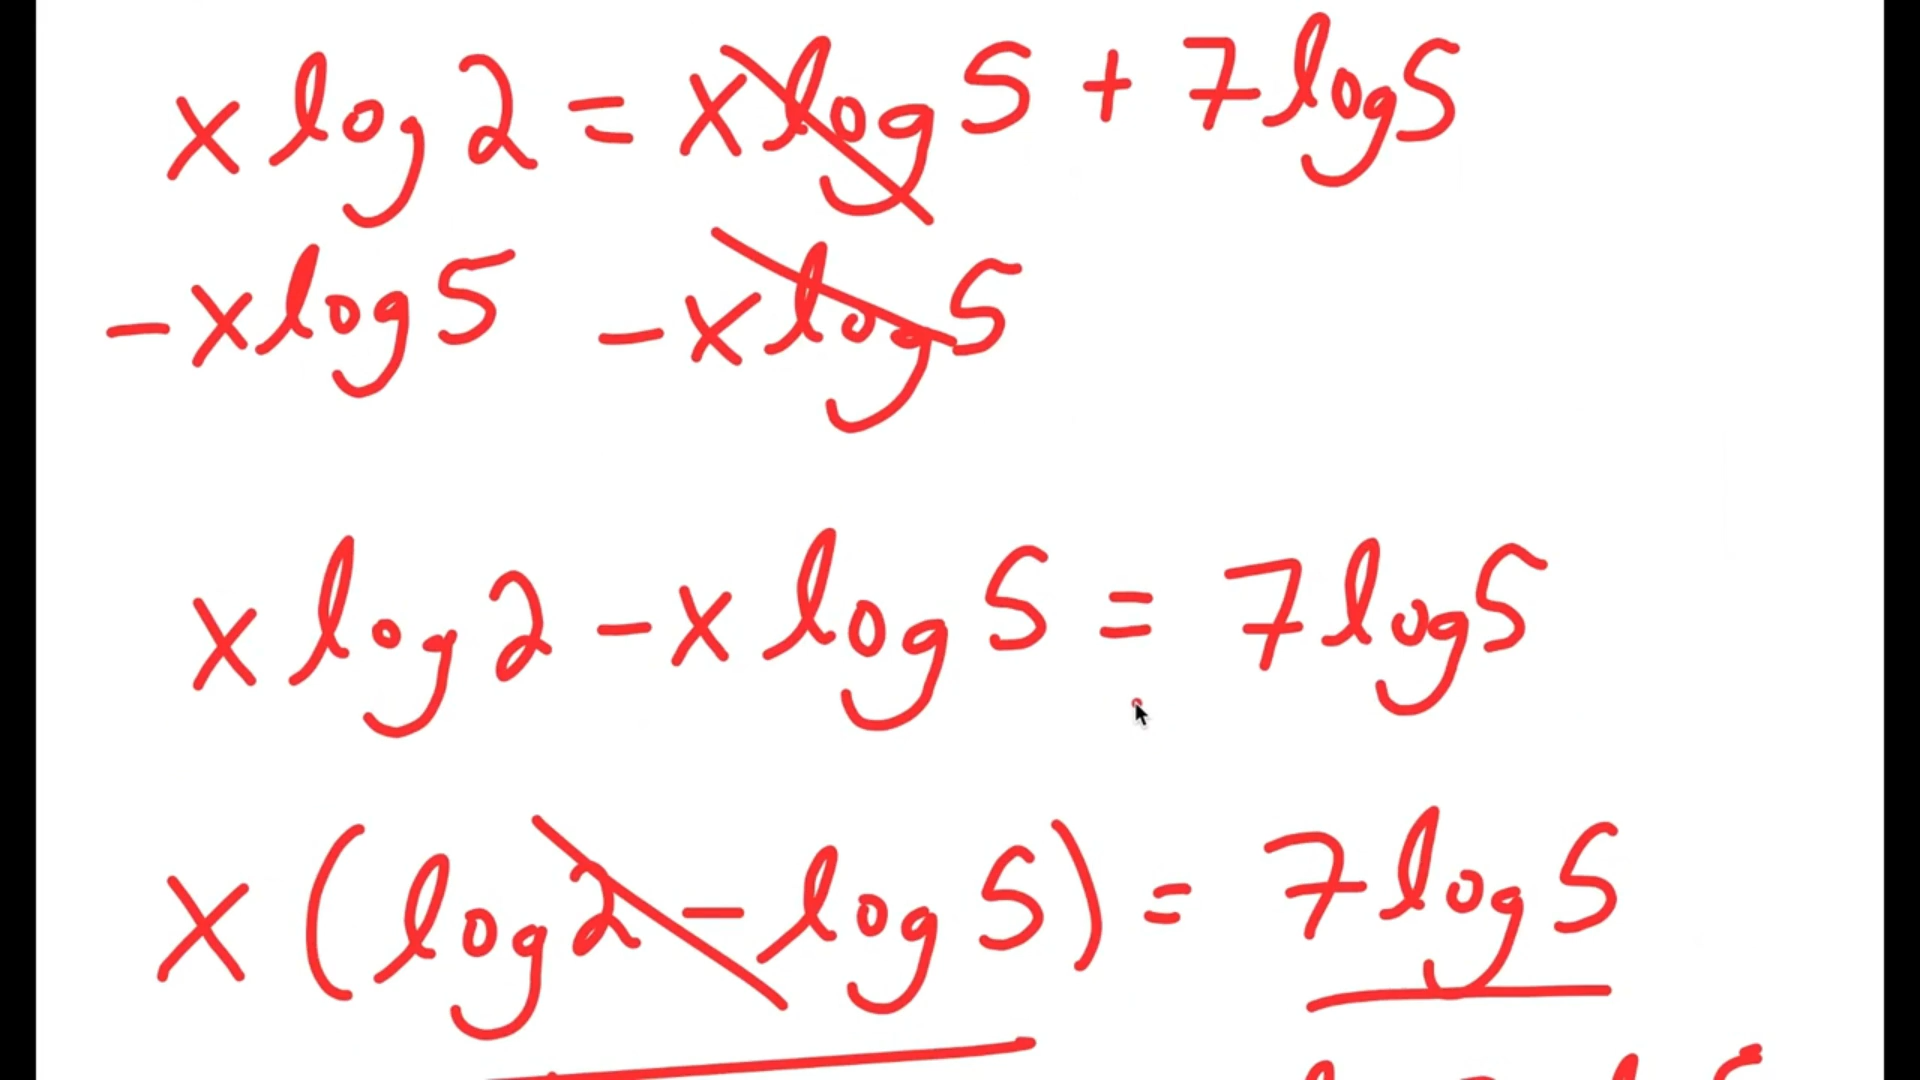 x log 2 = x log 5 + 7 log 5
- x log 5 - x log 5
x log 2 - x log 5 = 7 log 5
x ( log 2 - log 5 ) = 7 log 5